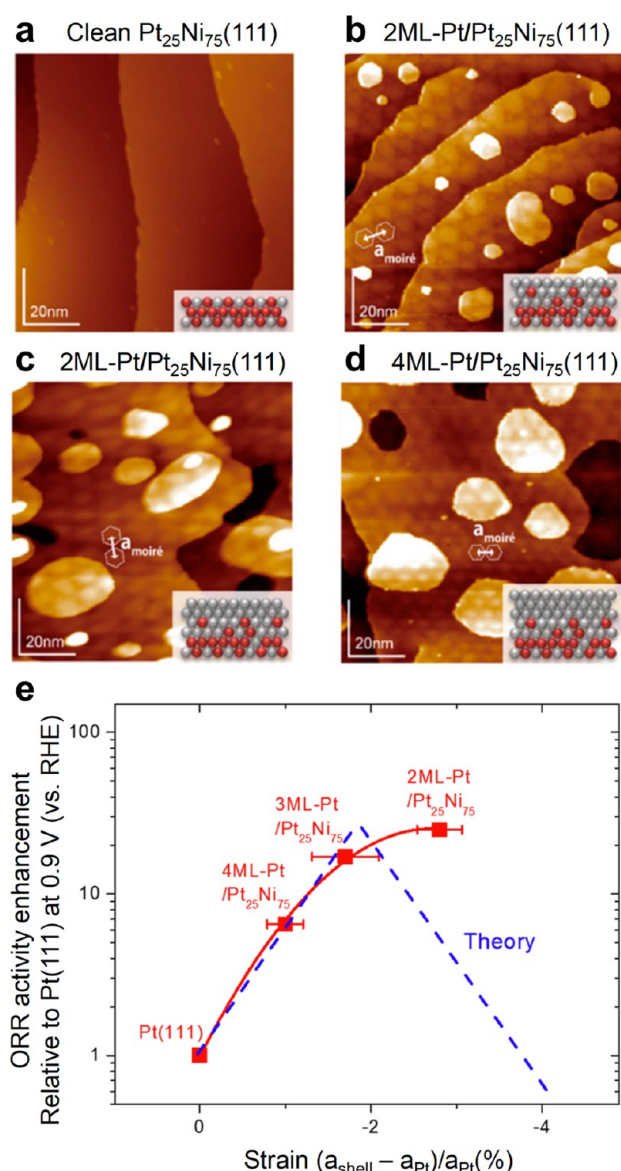 a
Clean Pt25Ni75(111)
b
2ML-Pt/Pt25Ni75(111)
20nm
amoiré
20nm
c
2ML-Pt/Pt25Ni75(111)
d
4ML-Pt/Pt25Ni75(111)
amoiré
20nm
amoiré
20nm
e
ORR activity enhancement
Relative to Pt(111) at 0.9 V (vs. RHE)
100
10
1
2ML-Pt
/Pt25Ni75
3ML-Pt
/Pt25Ni75
4ML-Pt
/Pt25Ni75
Theory
Pt(111)
0
-2
-4
Strain (ashell – aPt)/aPt(%)